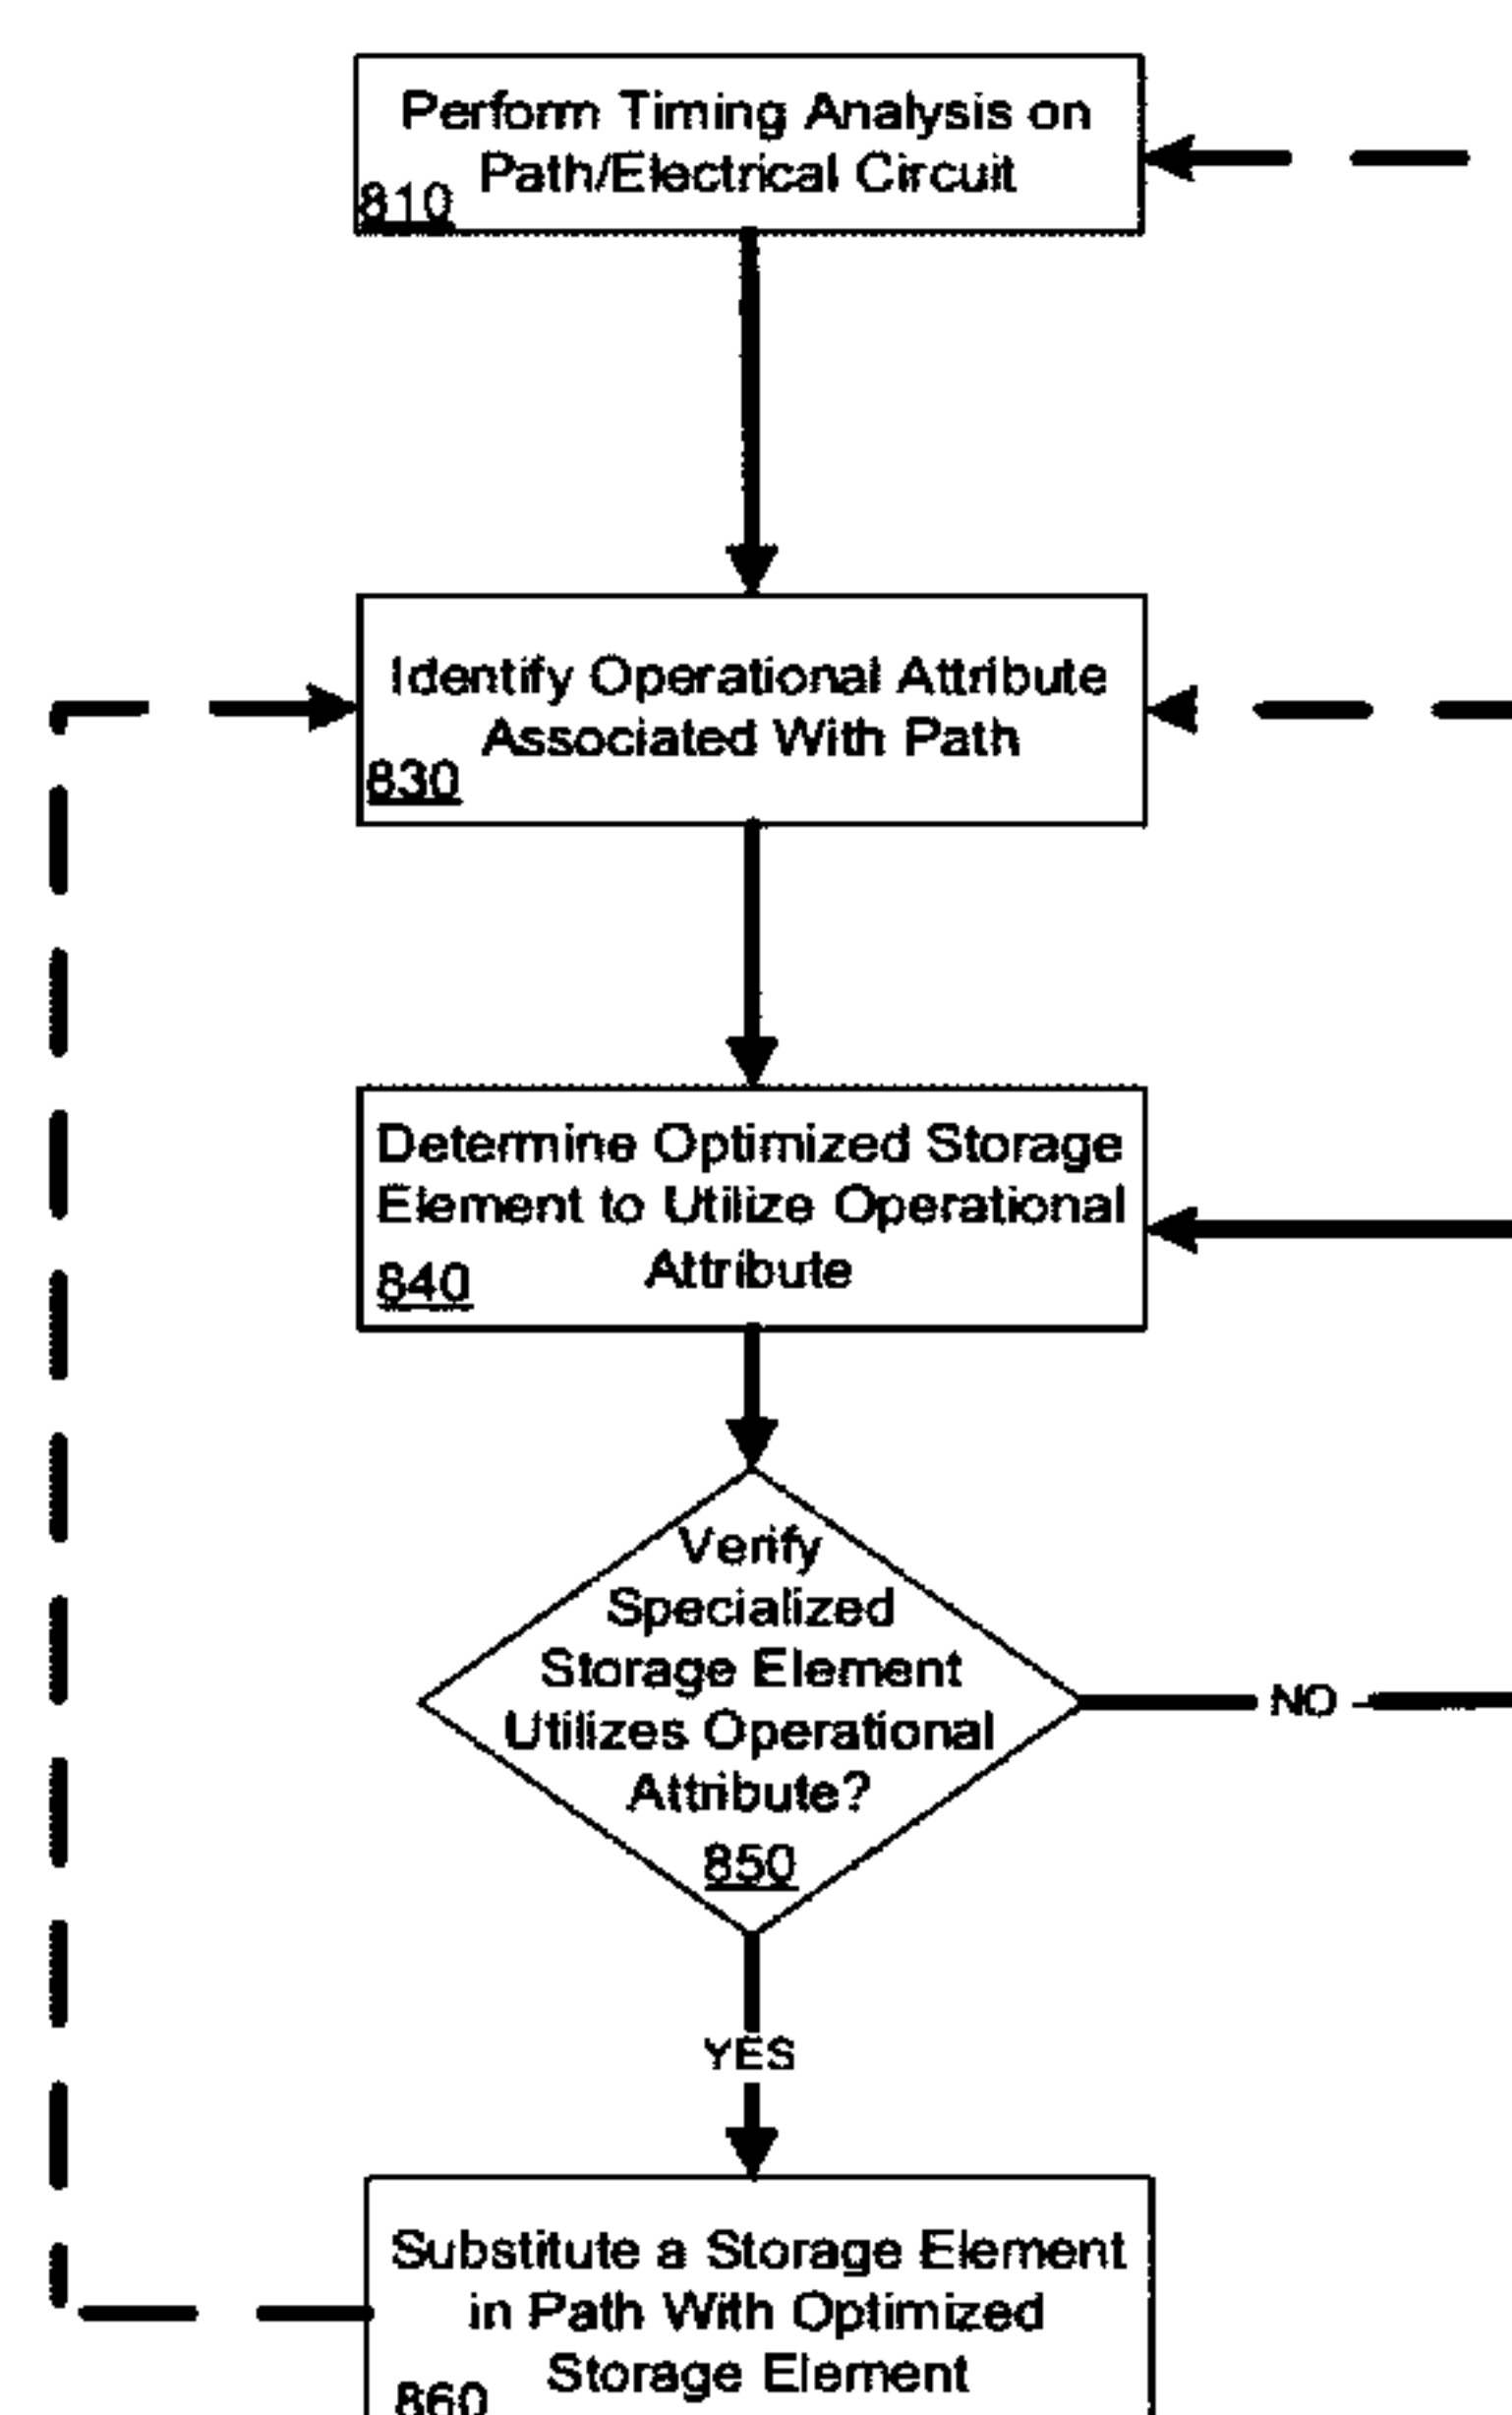 Perform Timing Analysis on
Path/Electrical Circuit
810
Identify Operational Attribute
Associated With Path
830
Determine Optimized Storage
Element to Utilize Operational
Attribute
840
Verify
Specialized
Storage Element
Utilizes Operational
Attribute?
850
NO
YES
Substitute a Storage Element
in Path With Optimized
Storage Element
860